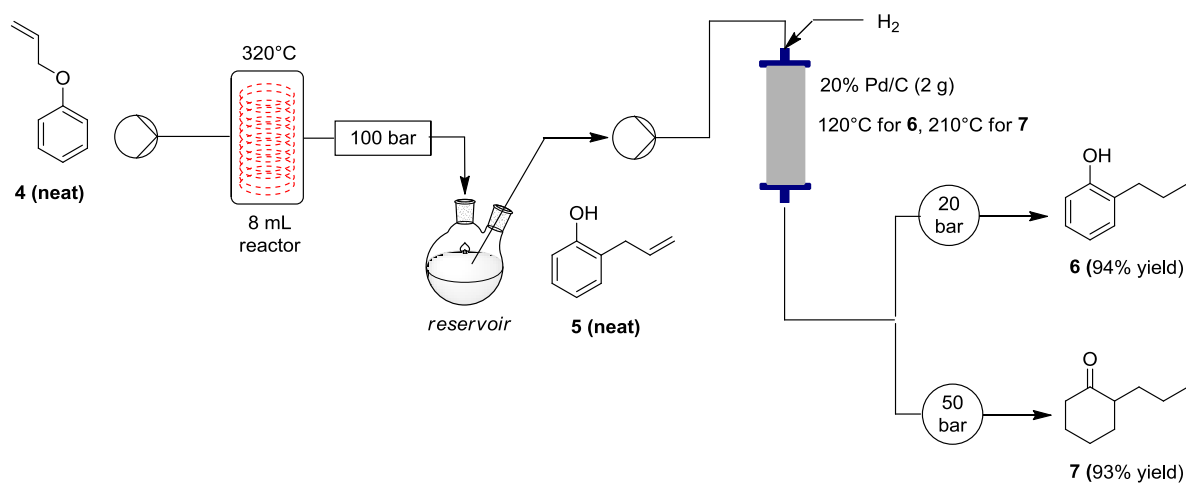 O
4 (neat)
320°C
8 mL
reactor
100 bar
reservoir
OH
5 (neat)
H2
20% Pd/C (2 g)
120°C for 6, 210°C for 7
20
bar
OH
6 (94% yield)
50
bar
O
7 (93% yield)